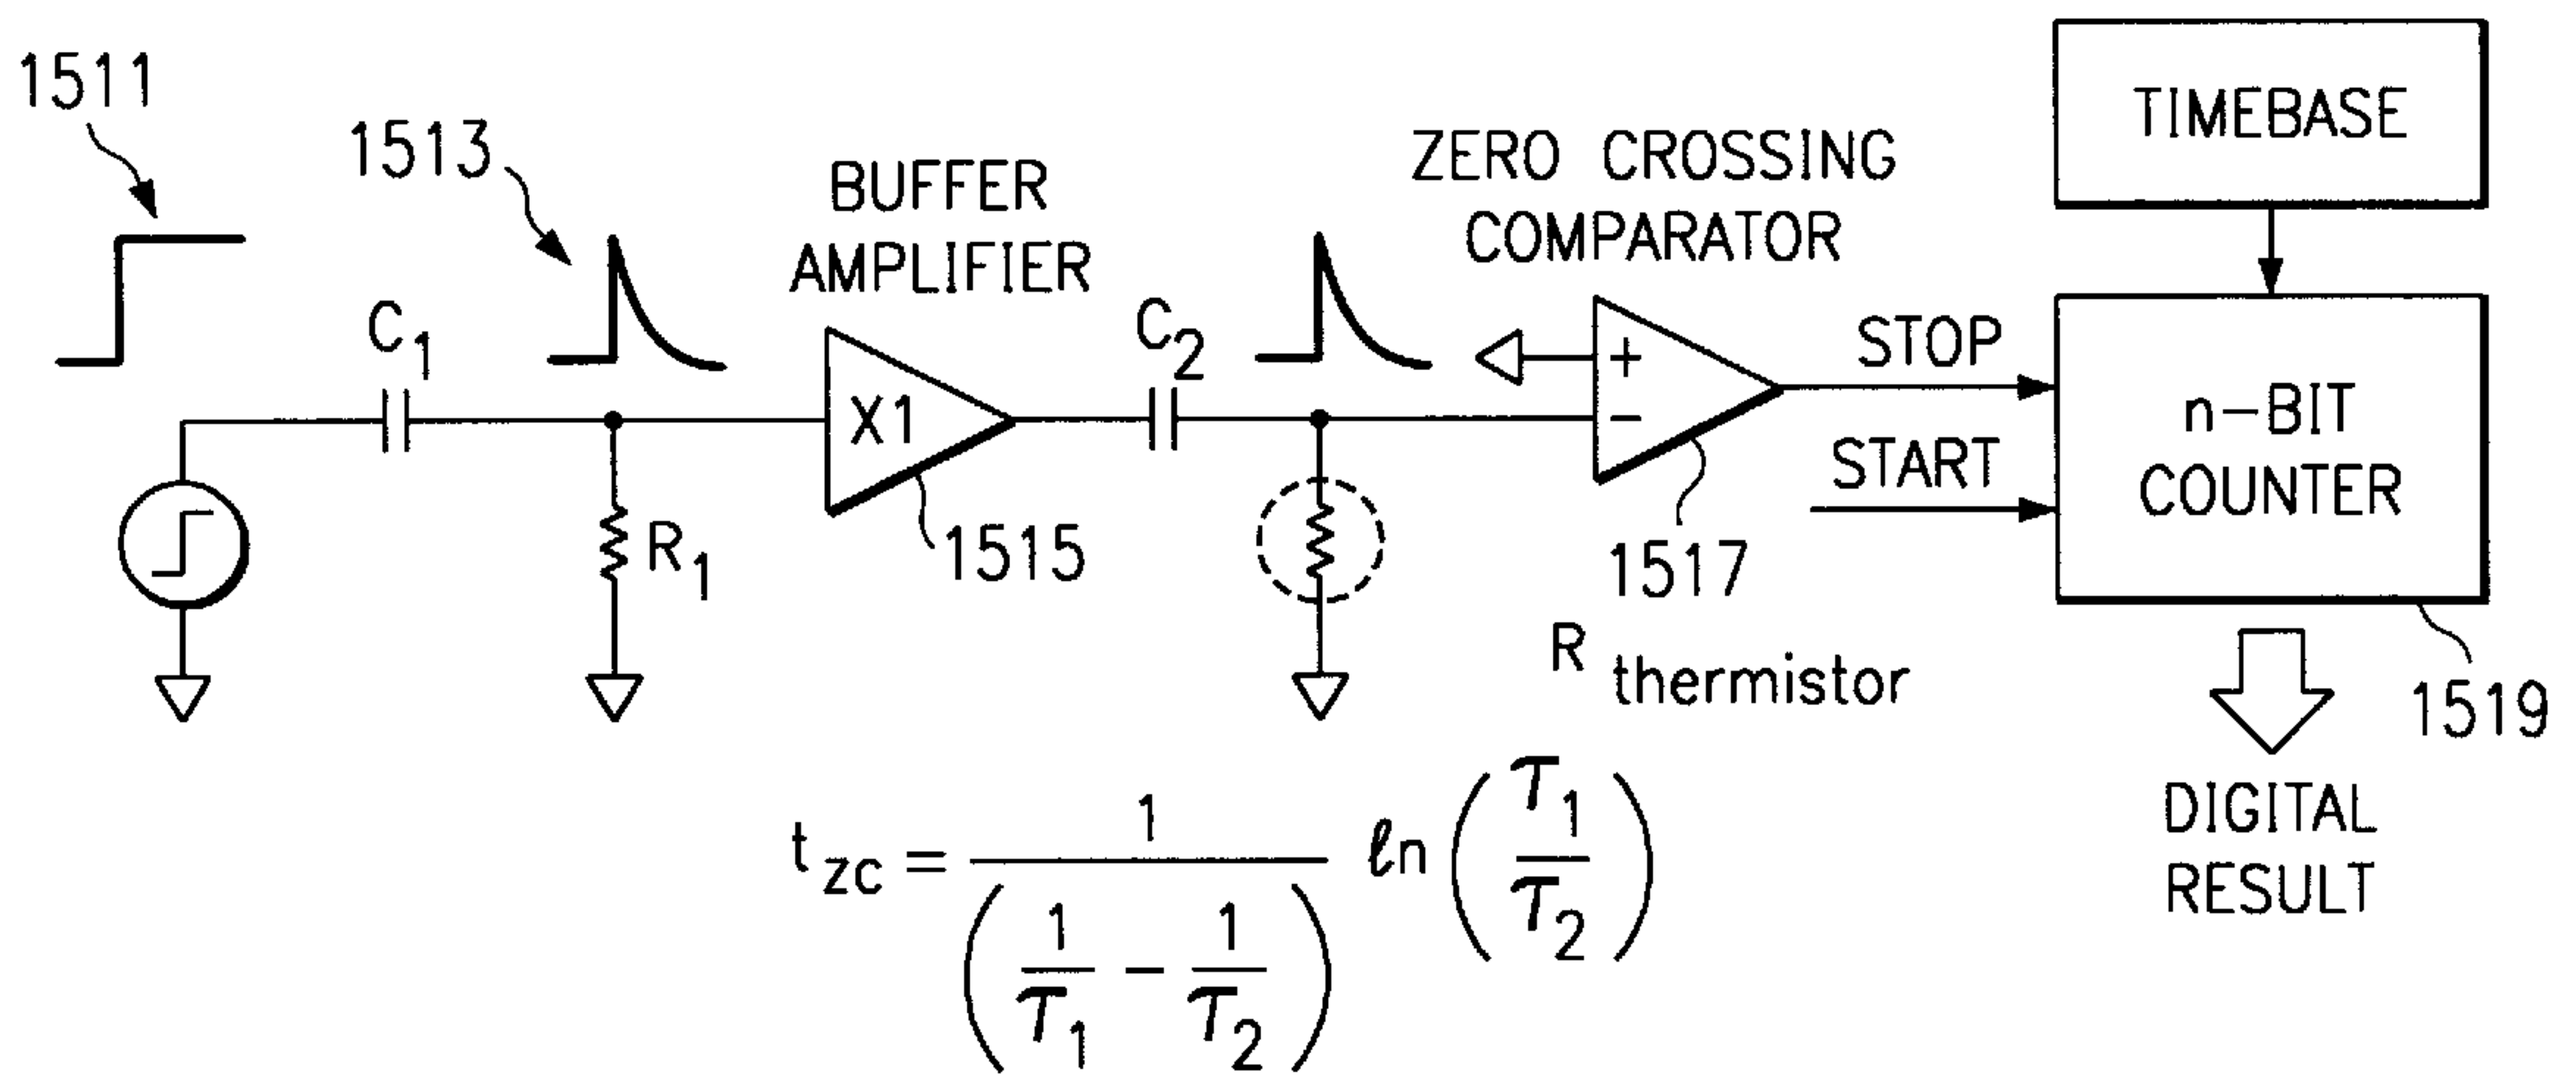 1511
1513
BUFFER
AMPLIFIER
ZERO CROSSING
COMPARATOR
TIMEBASE
C1
X1
C2
+
−
STOP
START
n-BIT
COUNTER
R1
1515
1517
R thermistor
1519
DIGITAL
RESULT
t zc = 1 / (1/τ1 − 1/τ2) ℓn (τ1/τ2)